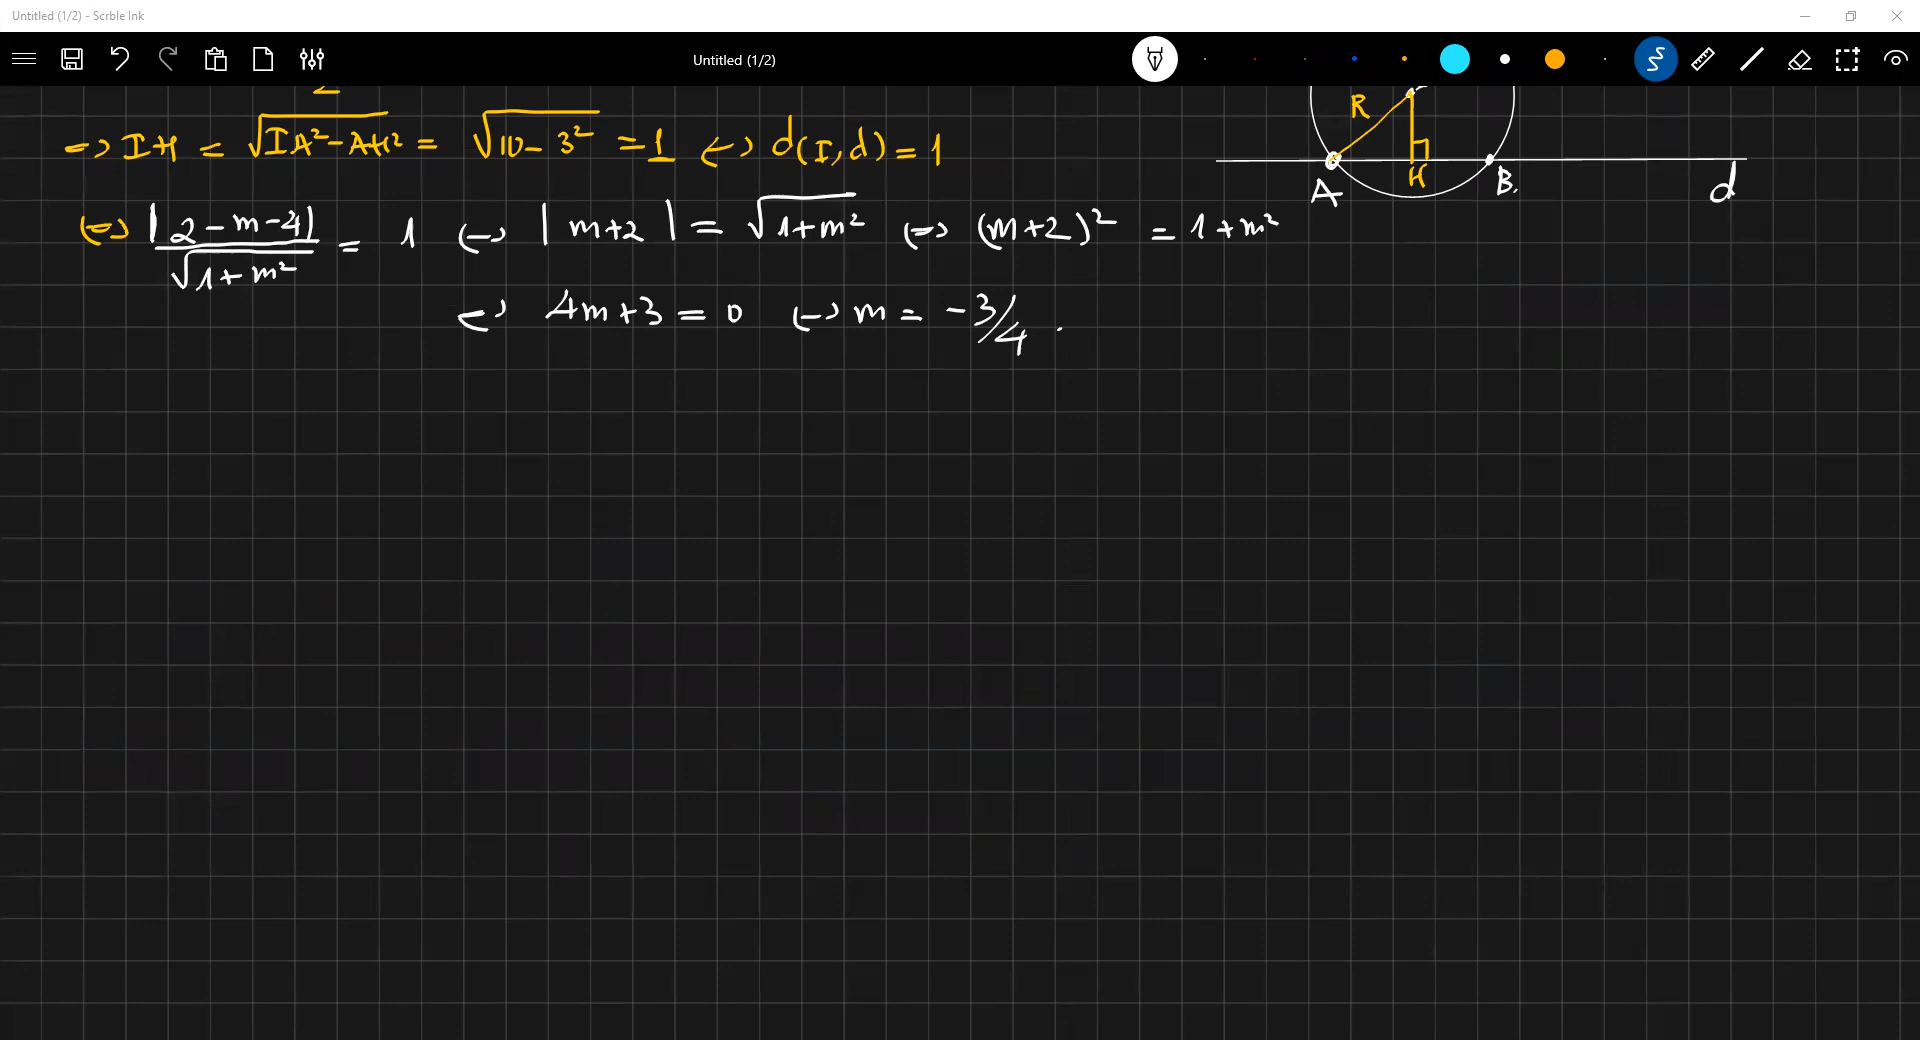 Untitled (1/2) - Scrble Ink
Untitled (1/2)
=> IH = √(IA² - AH²) = √(10 - 3²) = 1 <=> d(I, d) = 1
<=> |2 - m - 4| / √(1 + m²) = 1 <=> |m + 2| = √(1 + m²) <=> (m + 2)² = 1 + m²
<=> 4m + 3 = 0 <=> m = -3/4.
R
A
H
B.
d